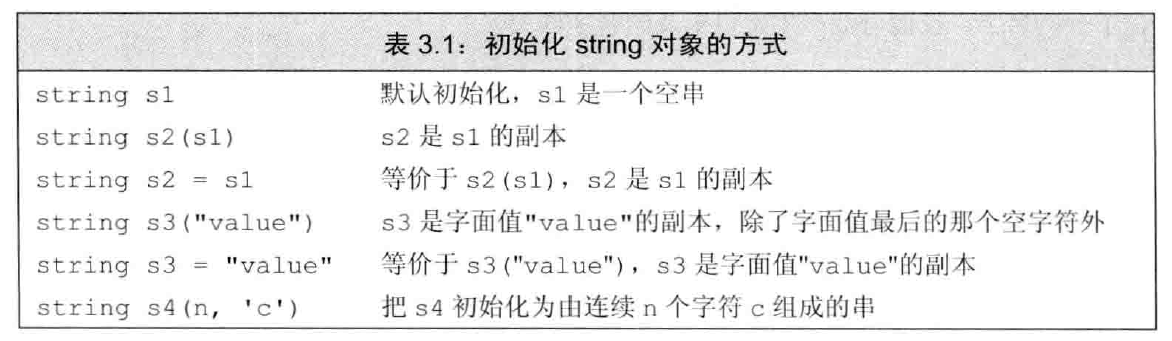 表 3.1：初始化 string 对象的方式
string s1 默认初始化，s1 是一个空串
string s2(s1) s2 是 s1 的副本
string s2 = s1 等价于 s2(s1)，s2 是 s1 的副本
string s3("value") s3 是字面值"value"的副本，除了字面值最后的那个空字符外
string s3 = "value" 等价于 s3("value")，s3 是字面值"value"的副本
string s4(n, 'c') 把 s4 初始化为由连续 n 个字符 c 组成的串